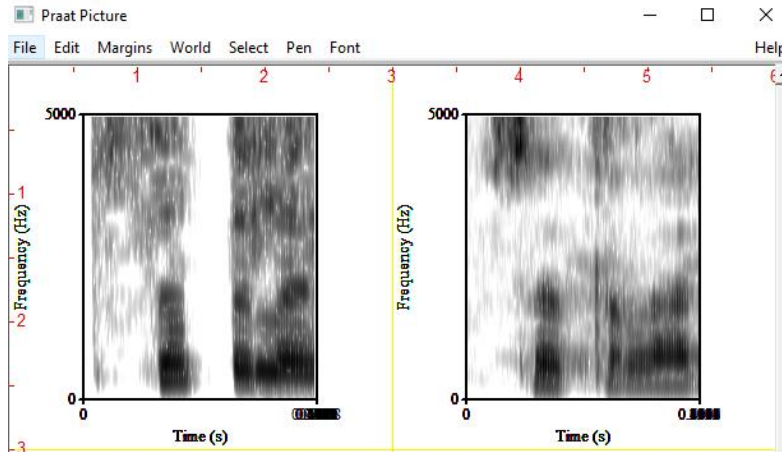 Praat Picture
File Edit Margins World Select Pen Font Help
1 2 3 4 5 6
5000 5000
1
Frequency (Hz) Frequency (Hz)
2
0 0
0 0
Time (s) Time (s)
3